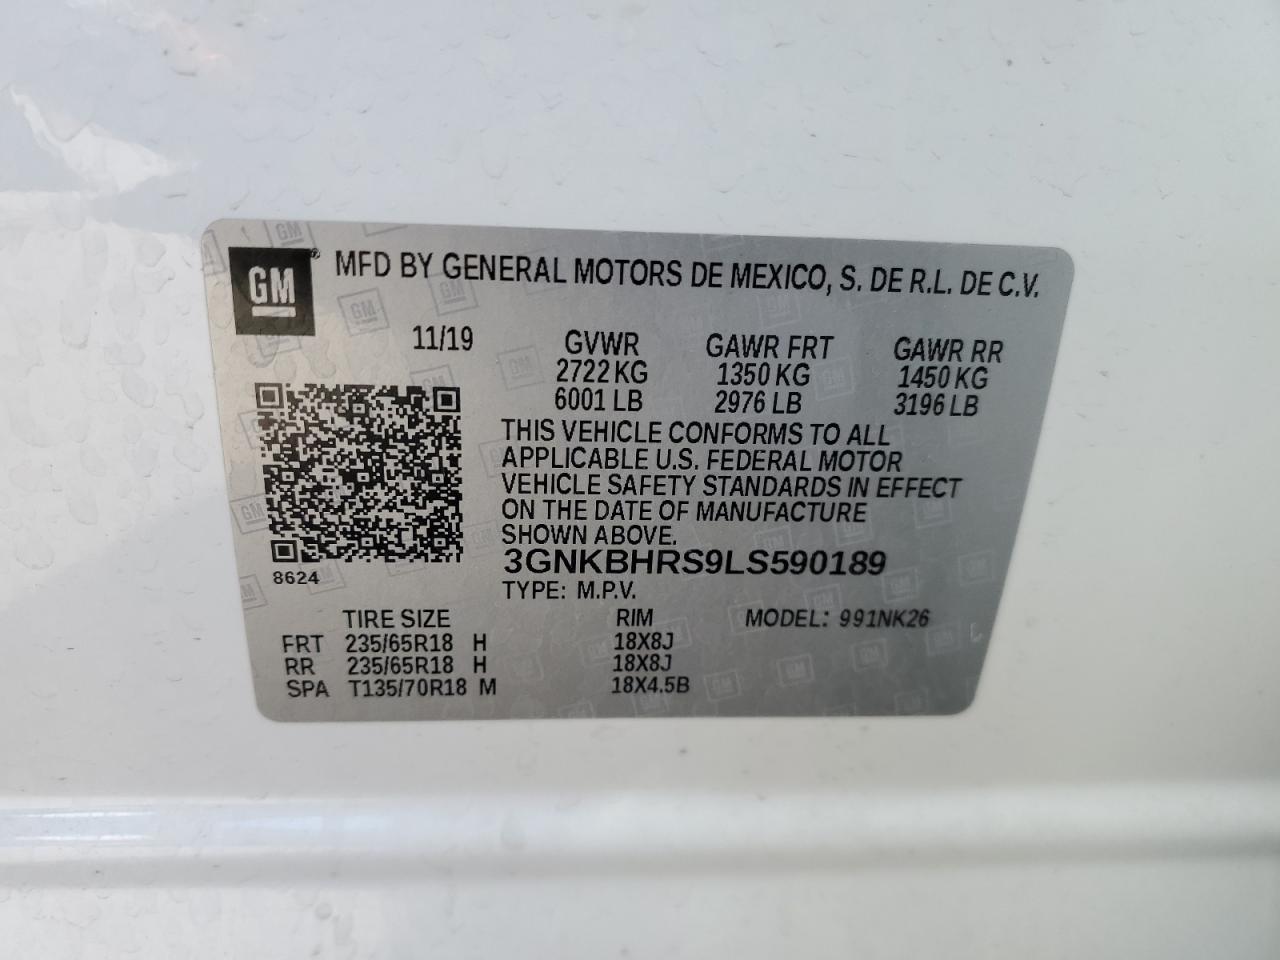 GM
MFD BY GENERAL MOTORS DE MEXICO, S. DE R.L. DE C.V.
11/19 GVWR GAWR FRT GAWR RR
2722 KG 1350 KG 1450 KG
6001 LB 2976 LB 3196 LB
THIS VEHICLE CONFORMS TO ALL
APPLICABLE U.S. FEDERAL MOTOR
VEHICLE SAFETY STANDARDS IN EFFECT
ON THE DATE OF MANUFACTURE
SHOWN ABOVE.
3GNKBHRS9LS590189
8624
TYPE: M.P.V.
TIRE SIZE RIM MODEL: 991NK26
FRT 235/65R18 H 18X8J
RR 235/65R18 H 18X8J
SPA T135/70R18 M 18X4.5B